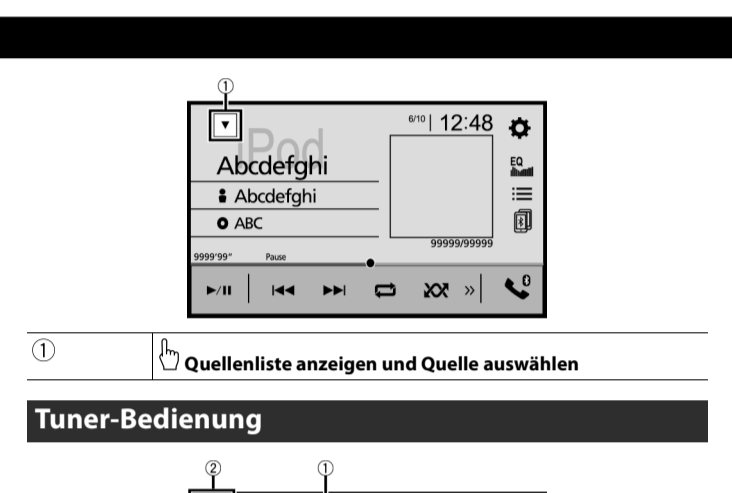 ①
▼
iPod
6/10 | 12:48
Abcdefghi
EQ
Abcdefghi
ABC
99999/99999
9999'99" Pause
①
Quellenliste anzeigen und Quelle auswählen
Tuner-Bedienung
② ①